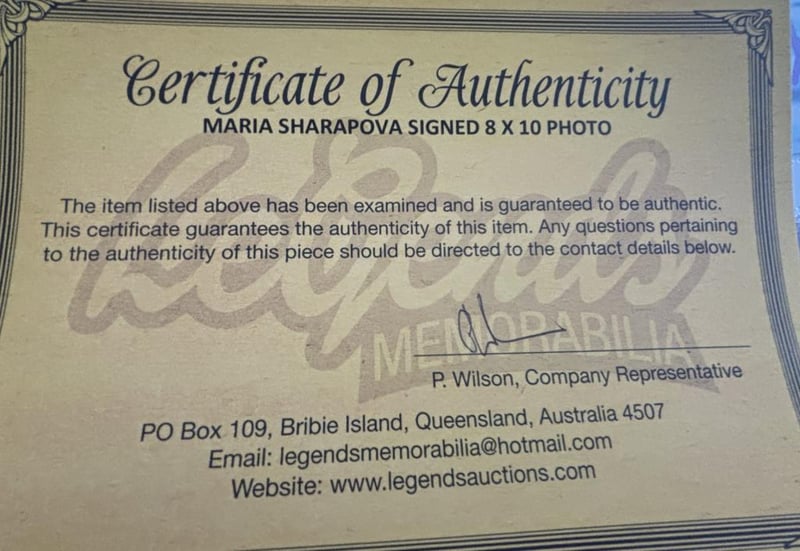 Certificate of Authenticity
MARIA SHARAPOVA SIGNED 8 X 10 PHOTO
Legends
MEMORABILIA
The item listed above has been examined and is guaranteed to be authentic.
This certificate guarantees the authenticity of this item. Any questions pertaining
to the authenticity of this piece should be directed to the contact details below.
P. Wilson, Company Representative
PO Box 109, Bribie Island, Queensland, Australia 4507
Email: legendsmemorabilia@hotmail.com
Website: www.legendsauctions.com